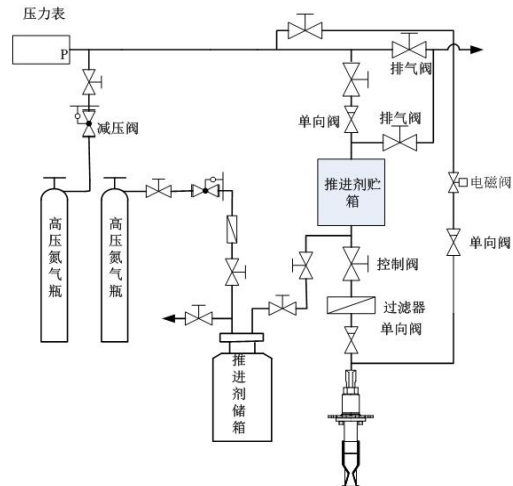 压力表
P
排气阀
减压阀
单向阀
排气阀
推进剂贮
箱
电磁阀
高压氮气瓶
高压氮气瓶
单向阀
控制阀
过滤器
单向阀
推进剂储箱